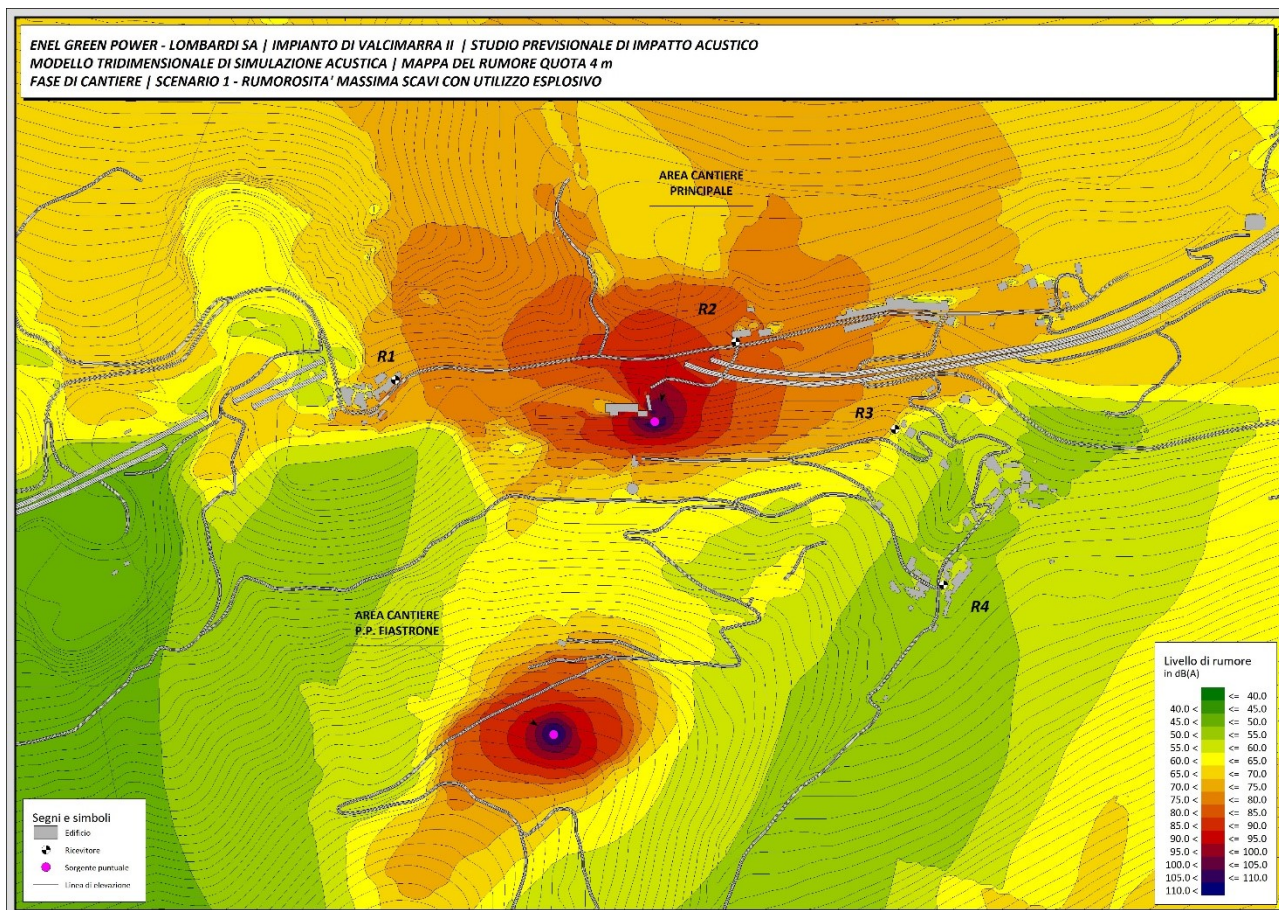 ENEL GREEN POWER - LOMBARDI SA | IMPIANTO DI VALCIMARRA II | STUDIO PREVISIONALE DI IMPATTO ACUSTICO
MODELLO TRIDIMENSIONALE DI SIMULAZIONE ACUSTICA | MAPPA DEL RUMORE QUOTA 4 m
FASE DI CANTIERE | SCENARIO 1 - RUMOROSITA' MASSIMA SCAVI CON UTILIZZO ESPLOSIVO
AREA CANTIERE
PRINCIPALE
R2
R1
R3
R4
AREA CANTIERE
P.P. FIASTRONE
Livello di rumore
in dB(A)
<= 40.0
40.0 < <= 45.0
45.0 < <= 50.0
50.0 < <= 55.0
55.0 < <= 60.0
60.0 < <= 65.0
65.0 < <= 70.0
70.0 < <= 75.0
75.0 < <= 80.0
80.0 < <= 85.0
85.0 < <= 90.0
90.0 < <= 95.0
95.0 < <= 100.0
100.0 < <= 105.0
105.0 < <= 110.0
110.0 <
Segni e simboli
Edificio
Ricevitore
Sorgente puntuale
Linea di elevazione